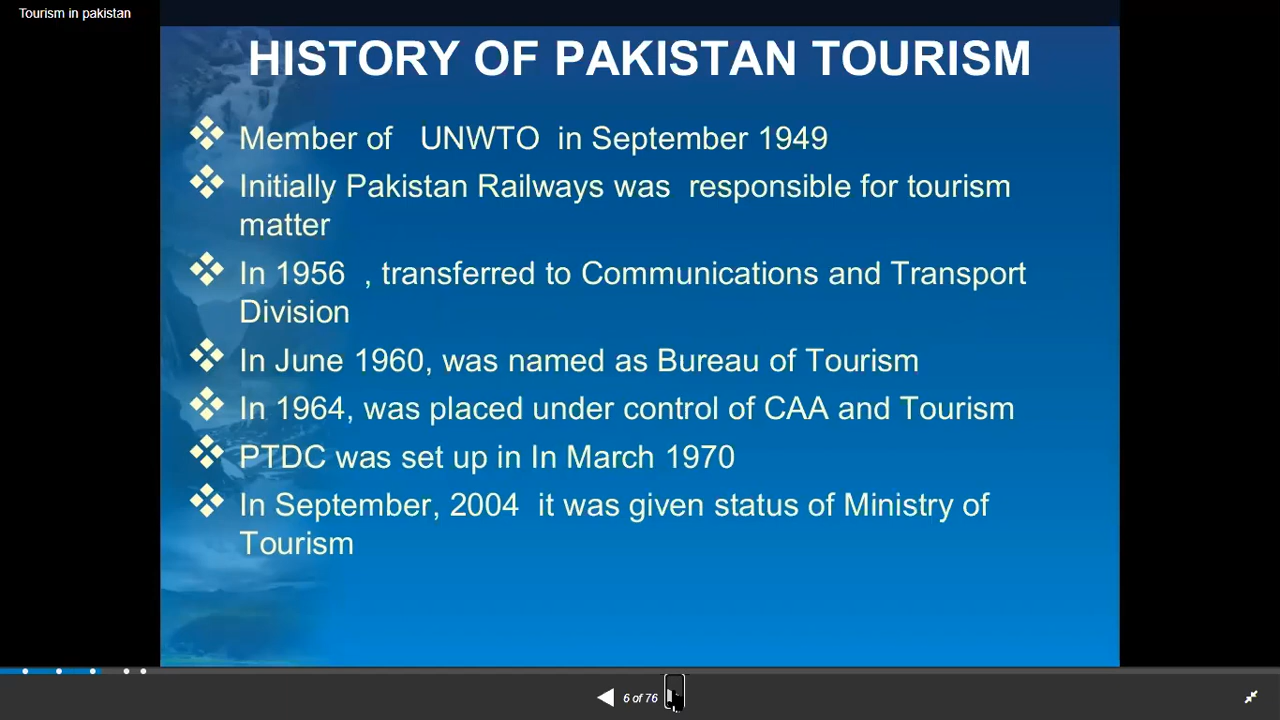 Tourism in pakistan
HISTORY OF PAKISTAN TOURISM
Member of UNWTO in September 1949
Initially Pakistan Railways was responsible for tourism
matter
In 1956 , transferred to Communications and Transport
Division
In June 1960, was named as Bureau of Tourism
In 1964, was placed under control of CAA and Tourism
PTDC was set up in In March 1970
In September, 2004 it was given status of Ministry of
Tourism
6 of 76